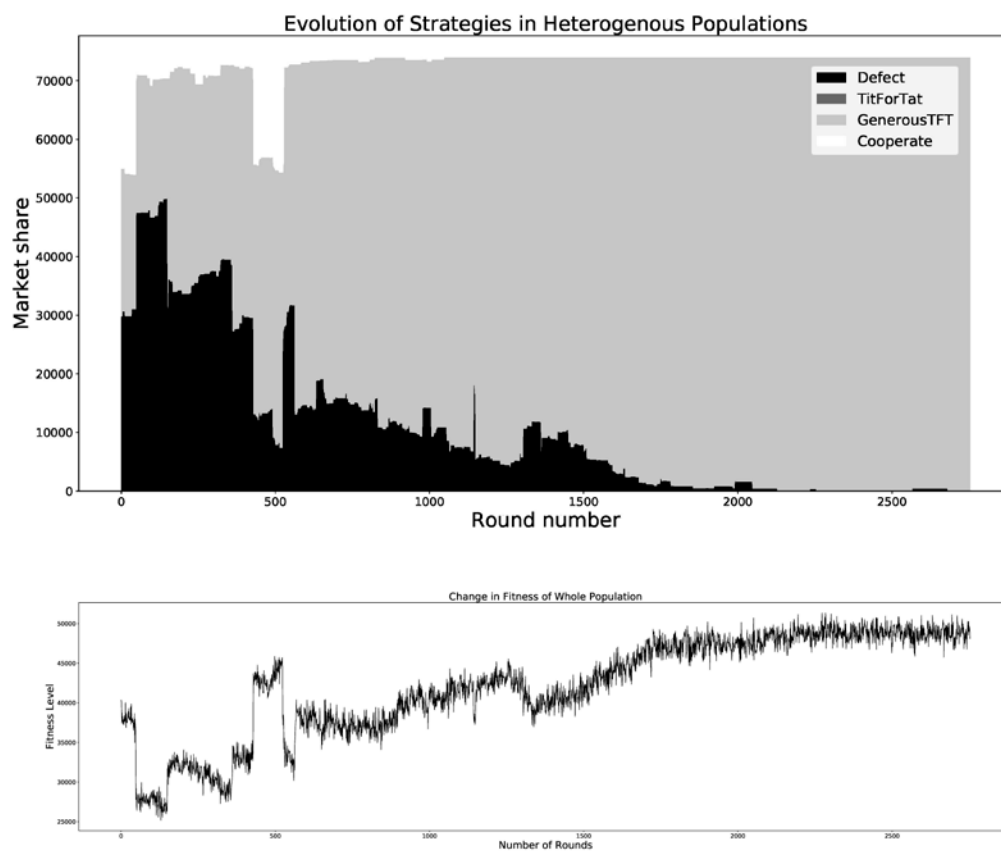 Evolution of Strategies in Heterogenous Populations
Defect
TitForTat
GenerousTFT
Cooperate
Market share
70000
60000
50000
40000
30000
20000
10000
0
0 500 1000 1500 2000 2500
Round number
Change in Fitness of Whole Population
Fitness Level
50000
45000
40000
35000
30000
25000
0 500 1000 1500 2000 2500
Number of Rounds